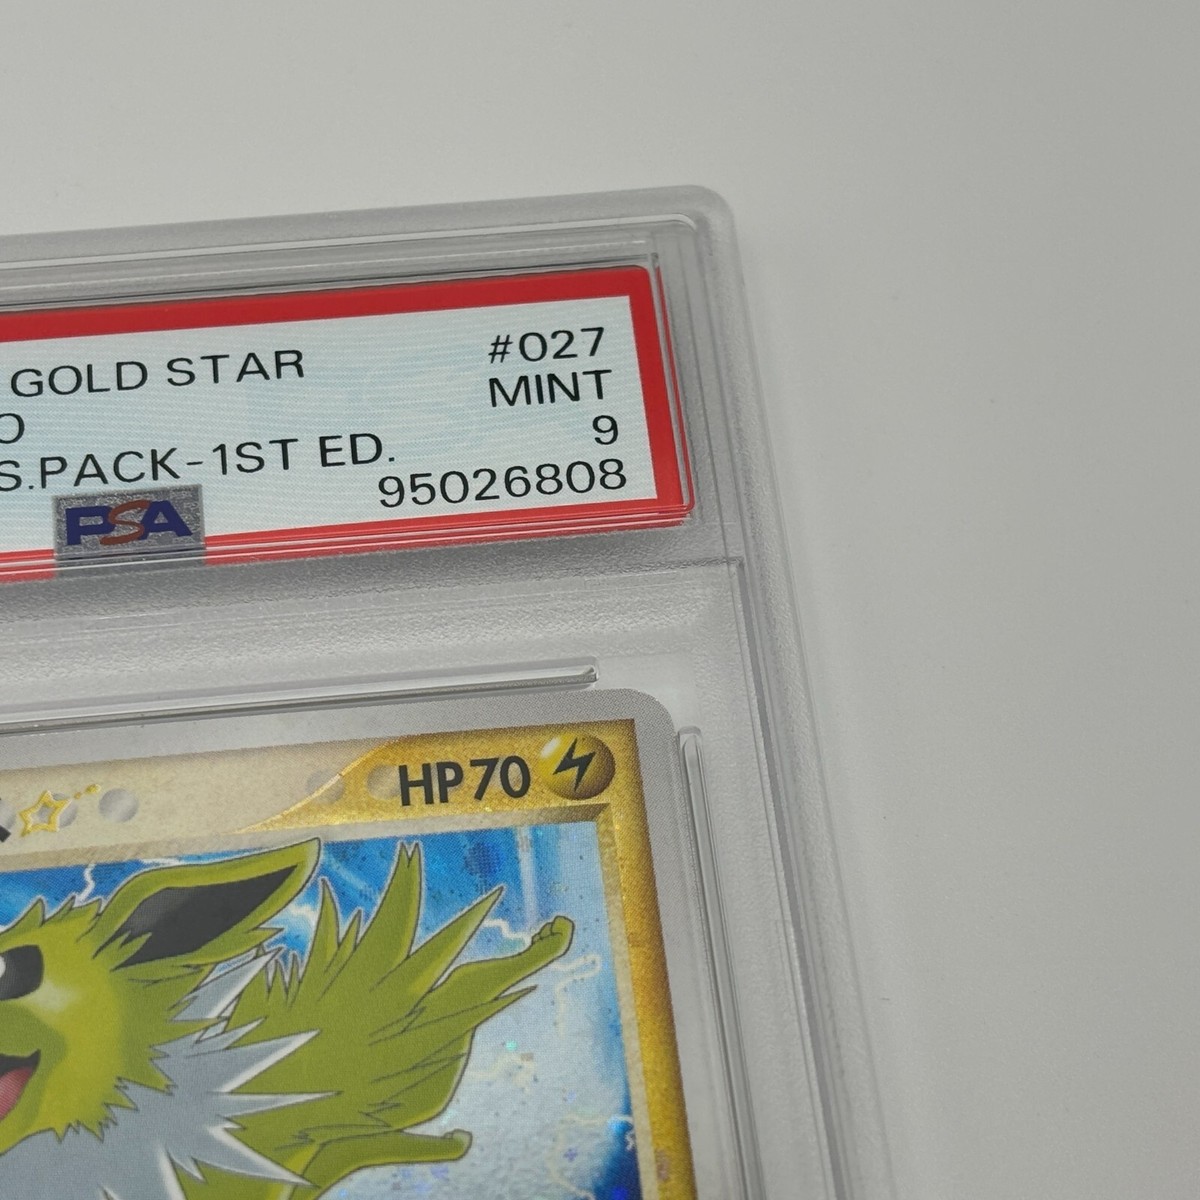 GOLD STAR #027
O MINT
S.PACK-1ST ED. 9
95026808
PSA
HP70